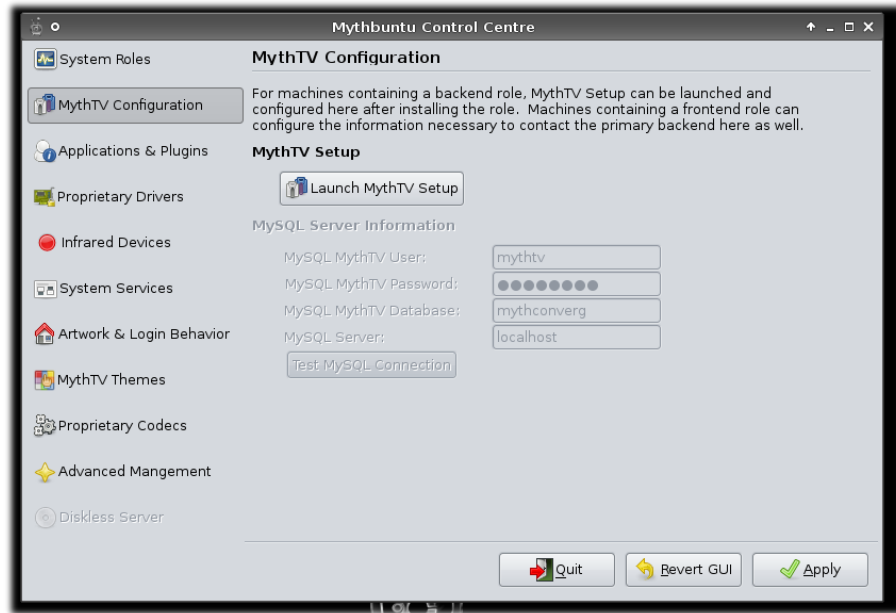 Mythbuntu Control Centre
System Roles
MythTV Configuration
Applications & Plugins
Proprietary Drivers
Infrared Devices
System Services
Artwork & Login Behavior
MythTV Themes
Proprietary Codecs
Advanced Mangement
Diskless Server
MythTV Configuration
For machines containing a backend role, MythTV Setup can be launched and
configured here after installing the role. Machines containing a frontend role can
configure the information necessary to contact the primary backend here as well.
MythTV Setup
Launch MythTV Setup
MySQL Server Information
MySQL MythTV User: mythtv
MySQL MythTV Password: ●●●●●●●●
MySQL MythTV Database: mythconverg
MySQL Server: localhost
Test MySQL Connection
Quit
Revert GUI
Apply